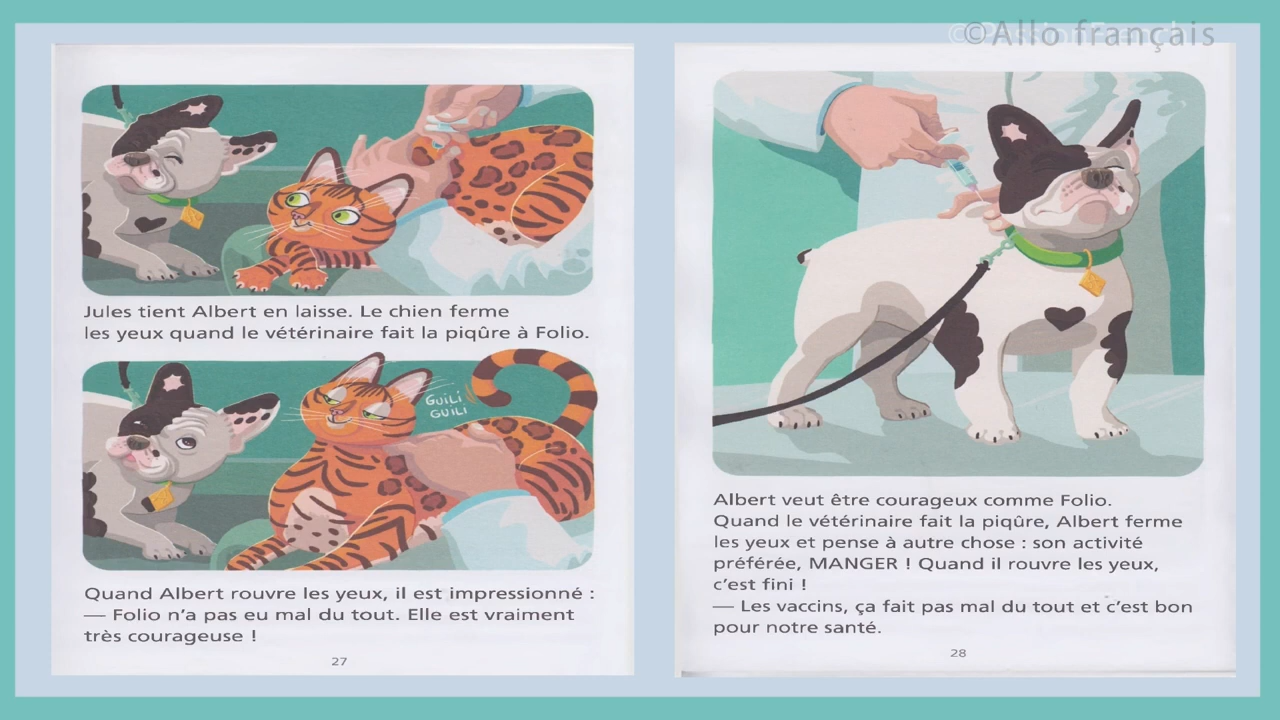 ©Allo français
Jules tient Albert en laisse. Le chien ferme
les yeux quand le vétérinaire fait la piqûre à Folio.
GUILI
GUILI
Quand Albert rouvre les yeux, il est impressionné :
— Folio n'a pas eu mal du tout. Elle est vraiment
très courageuse !
27
Albert veut être courageux comme Folio.
Quand le vétérinaire fait la piqûre, Albert ferme
les yeux et pense à autre chose : son activité
préférée, MANGER ! Quand il rouvre les yeux,
c'est fini !
— Les vaccins, ça fait pas mal du tout et c'est bon
pour notre santé.
28